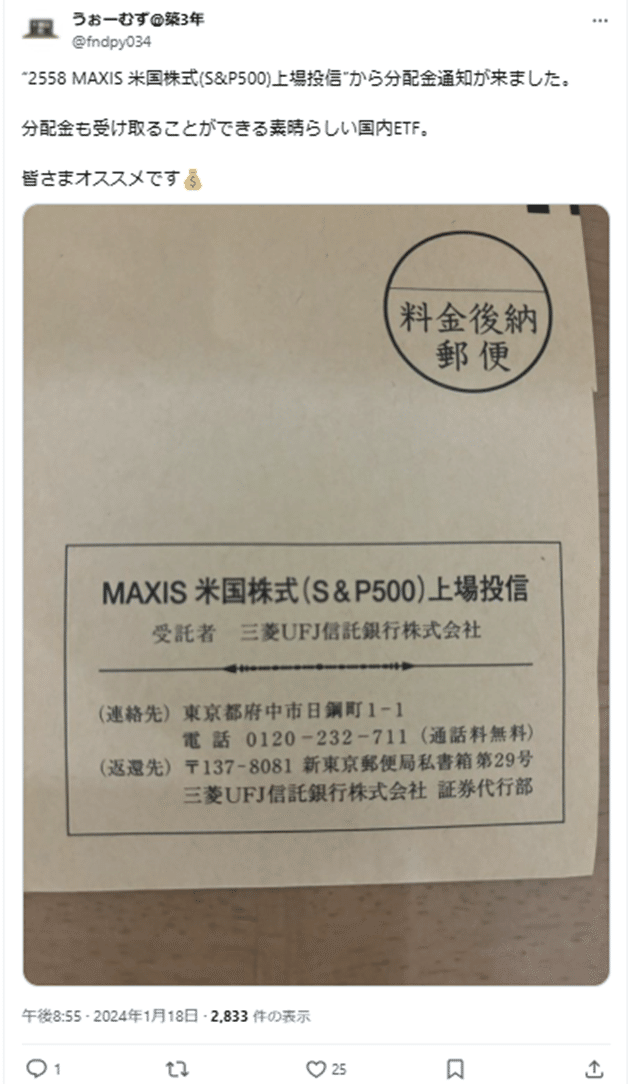 うぉーむず@築3年
@fndpy034
“2558 MAXIS 米国株式(S&P500)上場投信”から分配金通知が来ました。
分配金も受け取ることができる素晴らしい国内ETF。
皆さまオススメです💰
料金後納
郵便
MAXIS 米国株式(S&P500)上場投信
受託者 三菱UFJ信託銀行株式会社
(連絡先) 東京都府中市日鋼町1-1
電話 0120-232-711 (通話料無料)
(返還先) 〒137-8081 新東京郵便局私書箱第29号
三菱UFJ信託銀行株式会社 証券代行部
午後8:55 · 2024年1月18日 · 2,833 件の表示
1 25